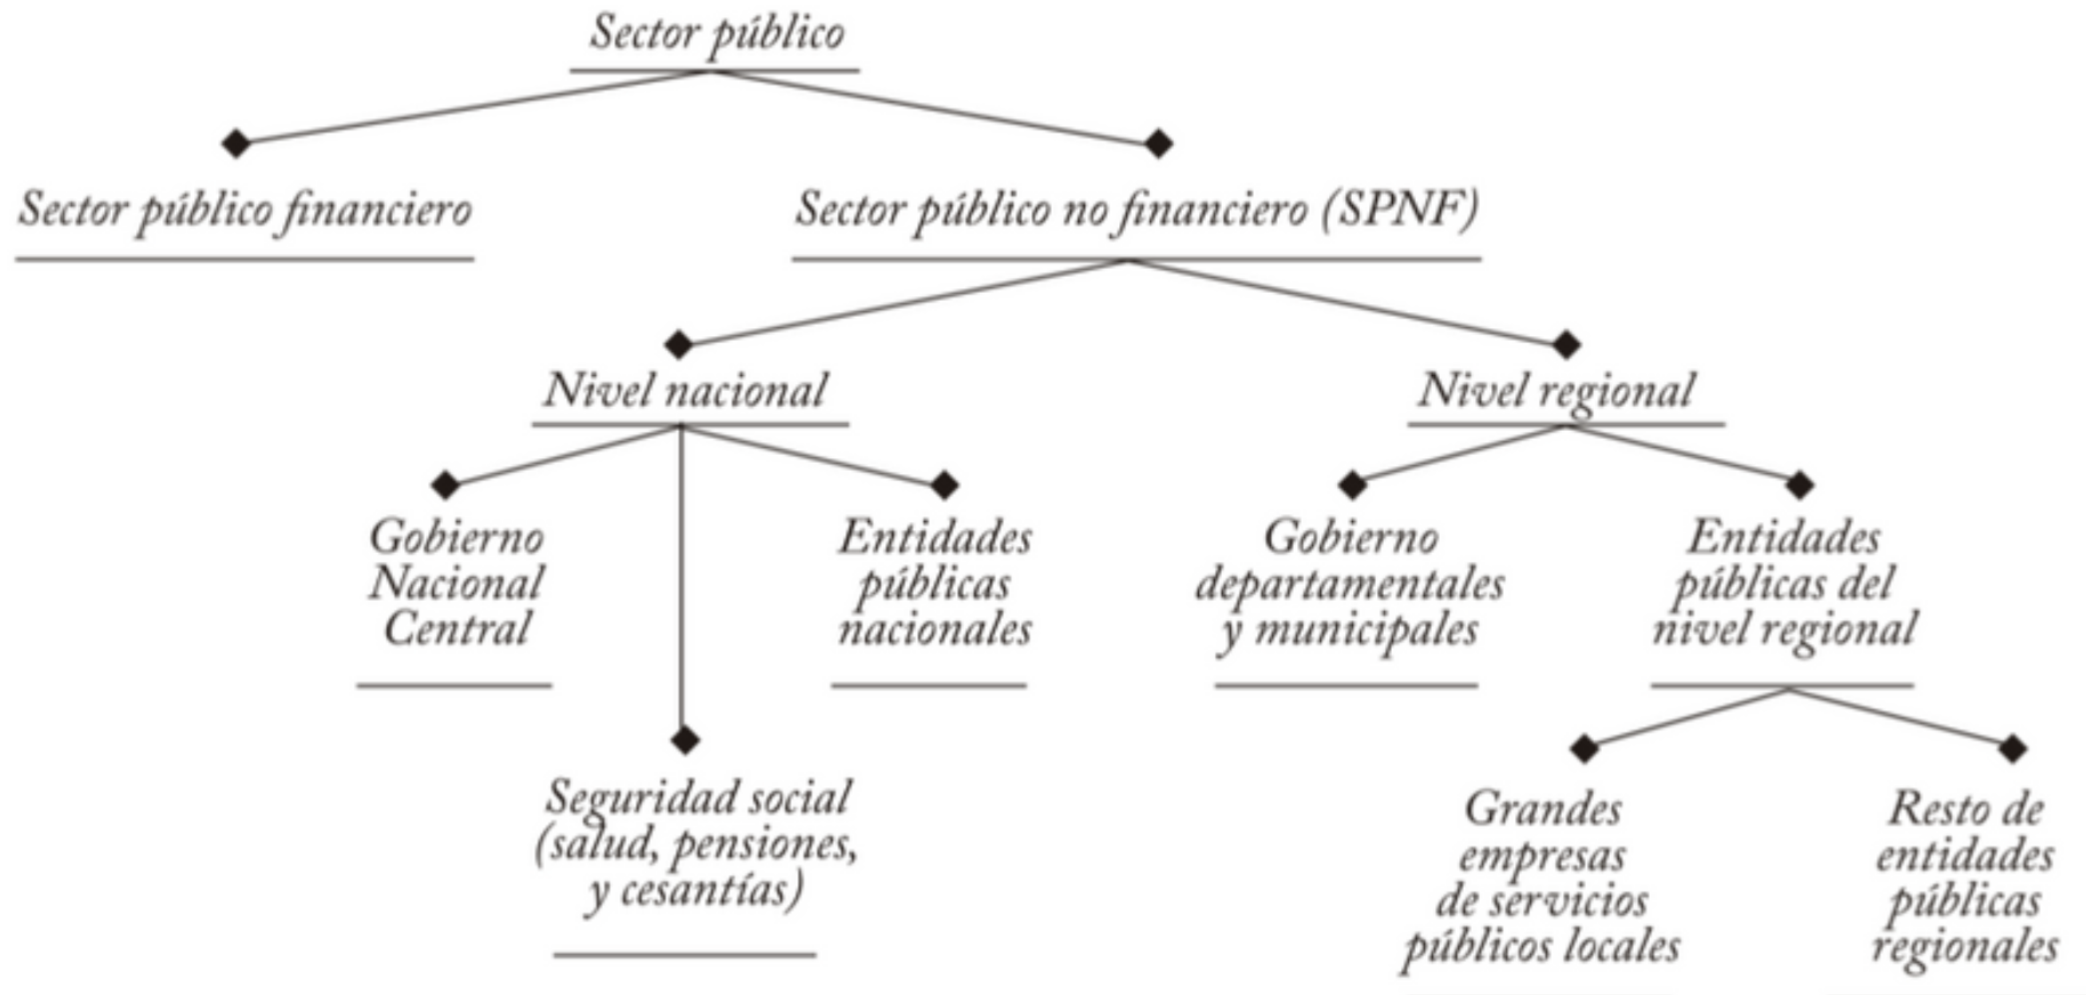 Sector público
Sector público financiero
Sector público no financiero (SPNF)
Nivel nacional
Nivel regional
Gobierno
Nacional
Central
Entidades
públicas
nacionales
Gobierno
departamentales
y municipales
Entidades
públicas del
nivel regional
Seguridad social
(salud, pensiones,
y cesantías)
Grandes
empresas
de servicios
públicos locales
Resto de
entidades
públicas
regionales